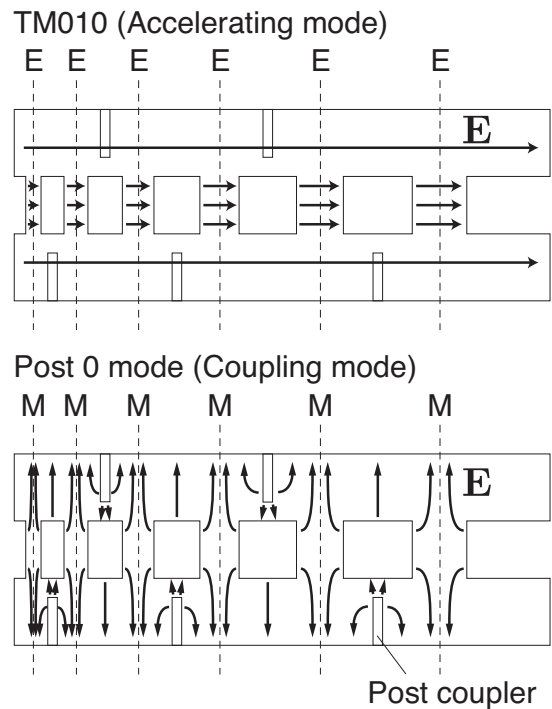 TM010 (Accelerating mode)
E E E E E E
E
Post 0 mode (Coupling mode)
M M M M M M
E
Post coupler